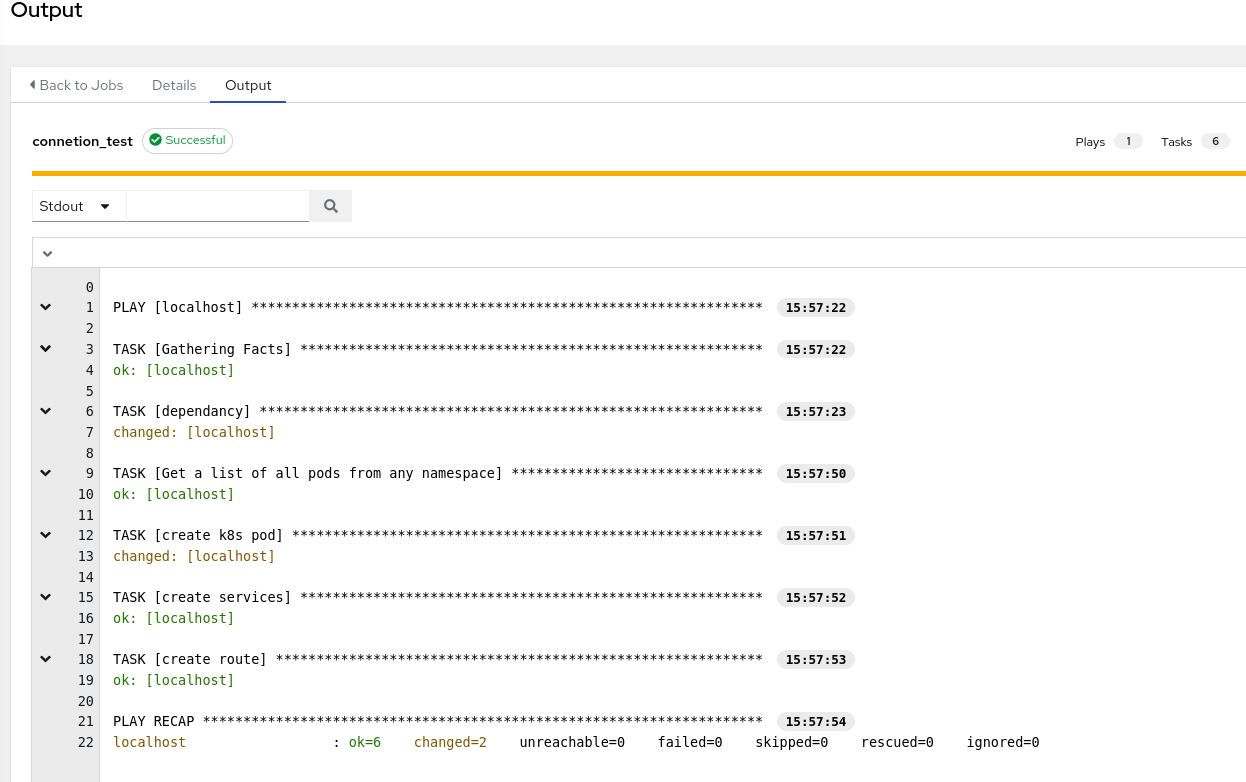 Output
Back to Jobs Details Output
connetion_test Successful Plays 1 Tasks 6
Stdout
0
1 PLAY [localhost] *************************************************************** 15:57:22
2
3 TASK [Gathering Facts] ********************************************************* 15:57:22
4 ok: [localhost]
5
6 TASK [dependancy] ************************************************************** 15:57:23
7 changed: [localhost]
8
9 TASK [Get a list of all pods from any namespace] ******************************* 15:57:50
10 ok: [localhost]
11
12 TASK [create k8s pod] ********************************************************** 15:57:51
13 changed: [localhost]
14
15 TASK [create services] ********************************************************* 15:57:52
16 ok: [localhost]
17
18 TASK [create route] ************************************************************ 15:57:53
19 ok: [localhost]
20
21 PLAY RECAP ********************************************************************* 15:57:54
22 localhost : ok=6 changed=2 unreachable=0 failed=0 skipped=0 rescued=0 ignored=0